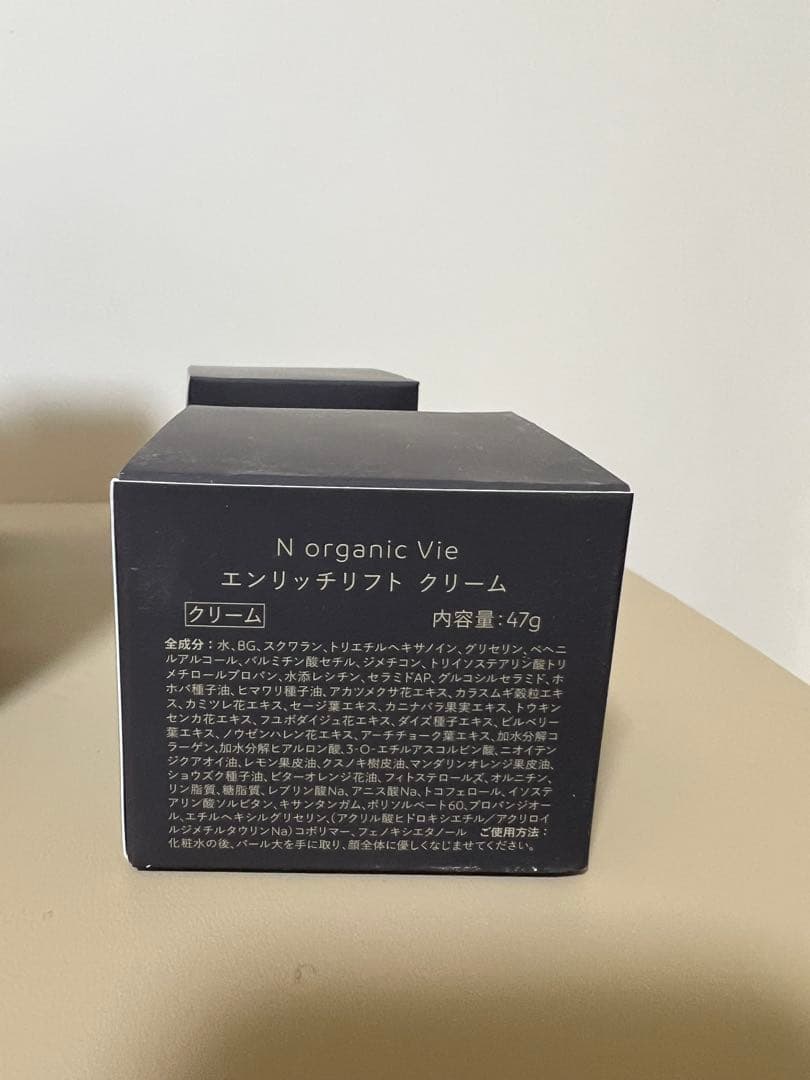 N organic Vie
エンリッチリフト クリーム
クリーム 内容量：47g
全成分：水、BG、スクワラン、トリエチルヘキサノイン、グリセリン、ベヘニ
ルアルコール、パルミチン酸セチル、ジメチコン、トリイソステアリン酸トリ
メチロールプロパン、水添レシチン、セラミドAP、グルコシルセラミド、ホ
ホバ種子油、ヒマワリ種子油、アカツメクサ花エキス、カラスムギ穀粒エキ
ス、カミツレ花エキス、セージ葉エキス、カニナバラ果実エキス、トウキン
センカ花エキス、フユボダイジュ花エキス、ダイズ種子エキス、ビルベリー
葉エキス、ノウゼンハレン花エキス、アーチチョーク葉エキス、加水分解コ
ラーゲン、加水分解ヒアルロン酸、3-O-エチルアスコルビン酸、ニオイテン
ジクアオイ油、レモン果皮油、クスノキ樹皮油、マンダリンオレンジ果皮油、
ショウズク種子油、ビターオレンジ花油、フィトステロールズ、オルニチン、
リン脂質、糖脂質、レブリン酸Na、アニス酸Na、トコフェロール、イソステ
アリン酸ソルビタン、キサンタンガム、ポリソルベート60、プロパンジオー
ル、エチルヘキシルグリセリン、（アクリル酸ヒドロキシエチル／アクリロイ
ルジメチルタウリンNa）コポリマー、フェノキシエタノール ご使用方法：
化粧水の後、パール大を手に取り、顔全体に優しくなじませてください。